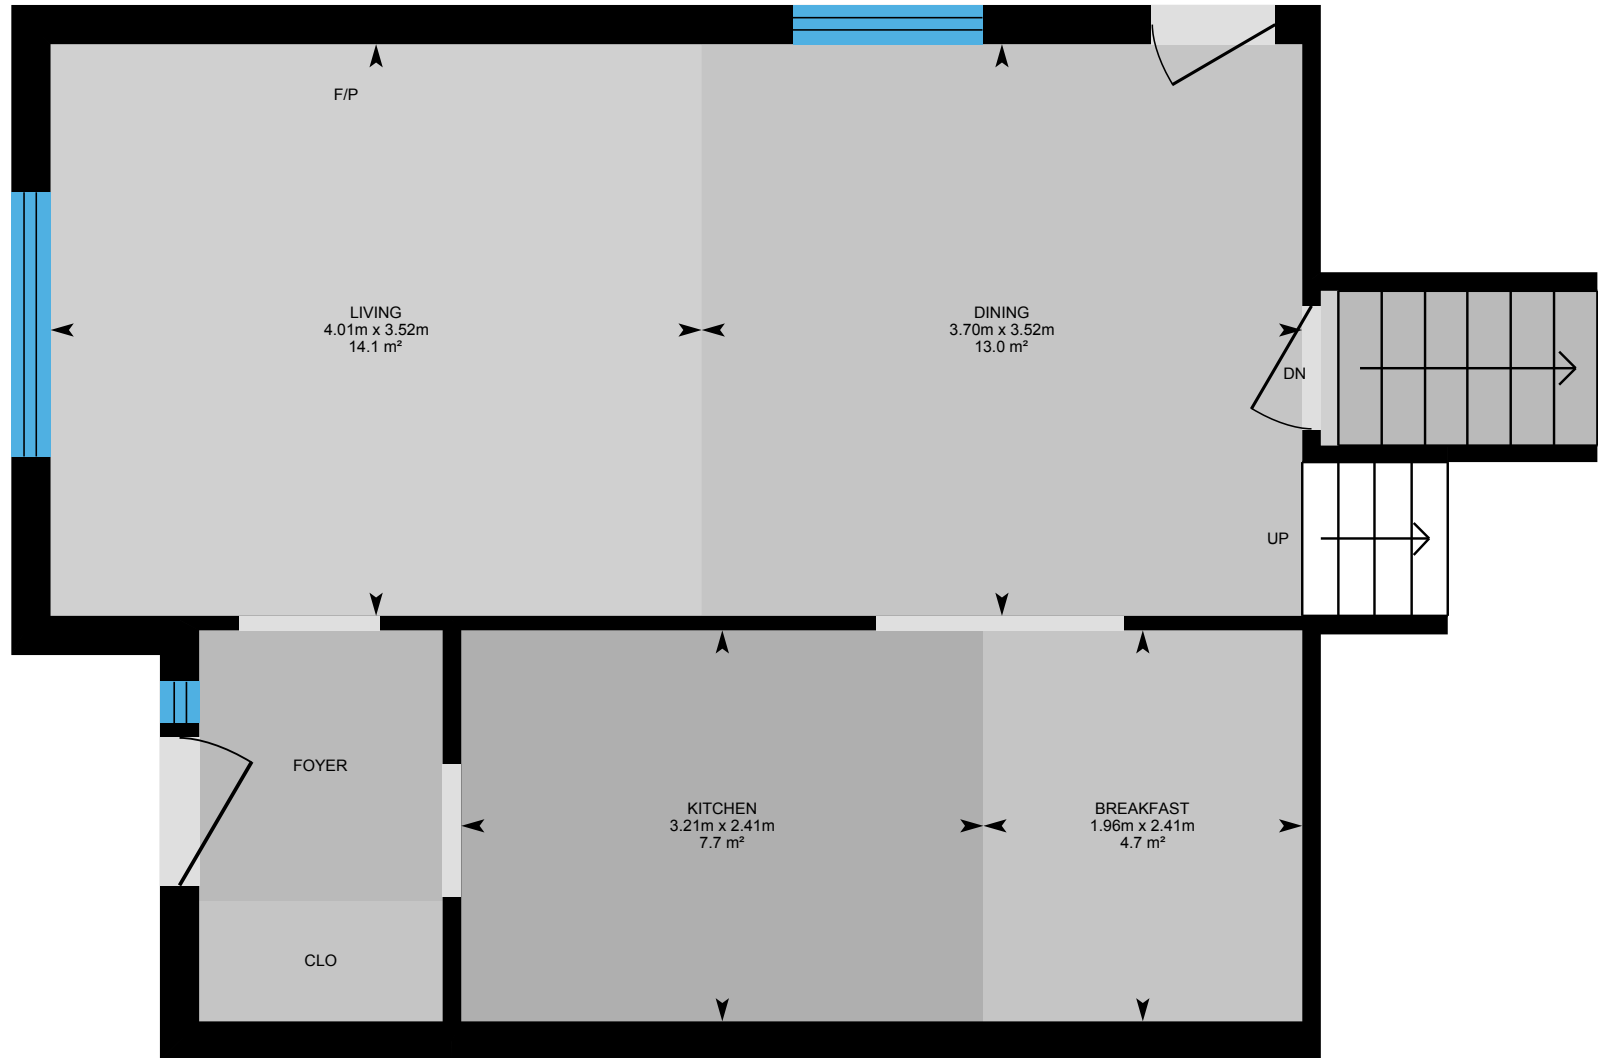 F/P
LIVING
4.01m x 3.52m
14.1 m²
DINING
3.70m x 3.52m
13.0 m²
DN
UP
FOYER
KITCHEN
3.21m x 2.41m
7.7 m²
BREAKFAST
1.96m x 2.41m
4.7 m²
CLO